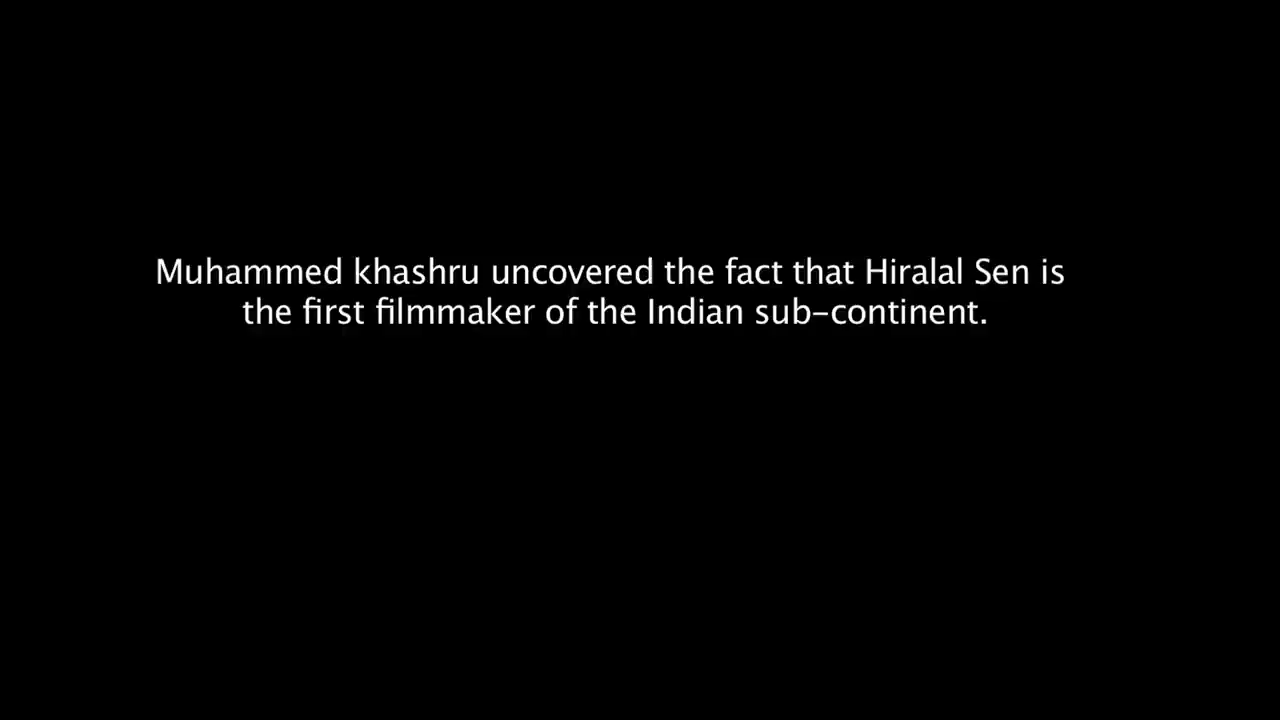 Muhammed khashru uncovered the fact that Hiralal Sen is
the first filmmaker of the Indian sub-continent.